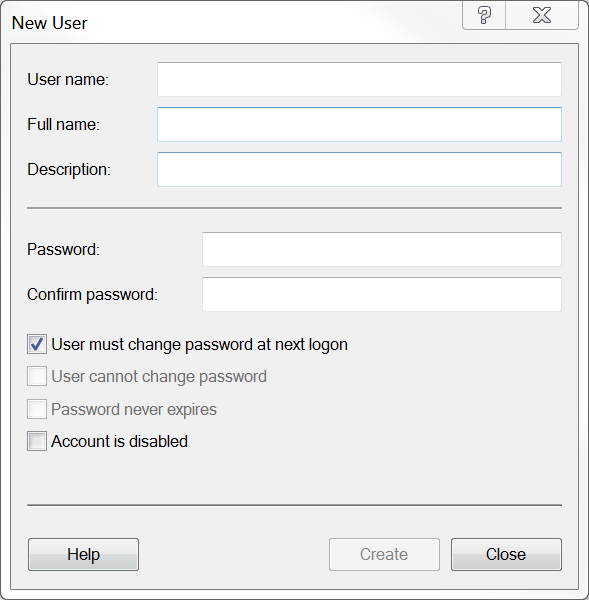 New User
User name:
Full name:
Description:
Password:
Confirm password:
User must change password at next logon
User cannot change password
Password never expires
Account is disabled
Help Create Close